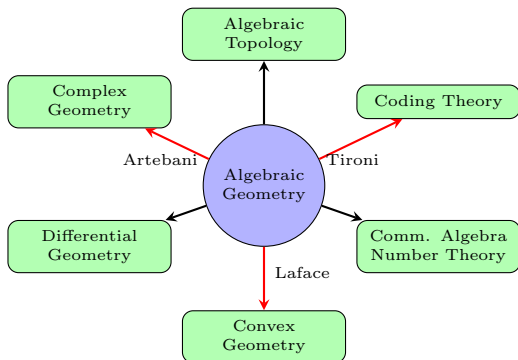 Algebraic
Topology
Complex
Geometry
Coding Theory
Artebani
Tironi
Algebraic
Geometry
Differential
Geometry
Comm. Algebra
Number Theory
Laface
Convex
Geometry